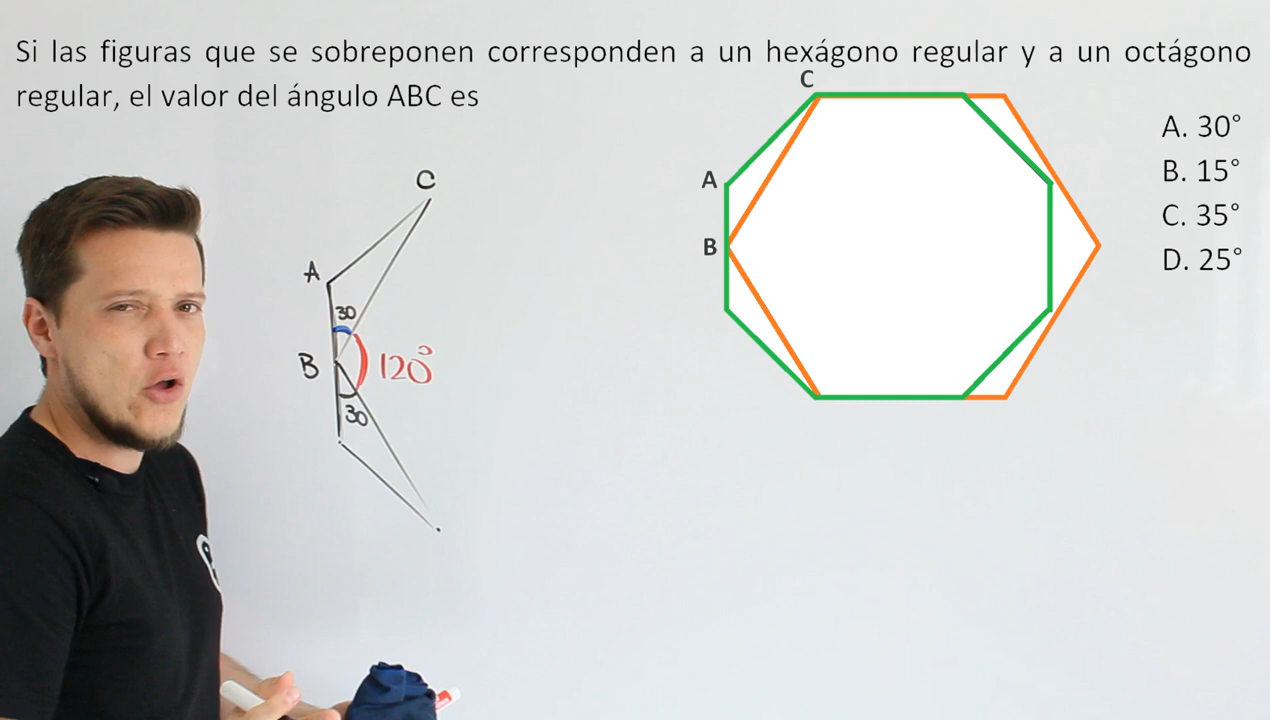 Si las figuras que se sobreponen corresponden a un hexágono regular y a un octágono
regular, el valor del ángulo ABC es
C
A
B
A. 30°
B. 15°
C. 35°
D. 25°
C
A
30
B
120°
30